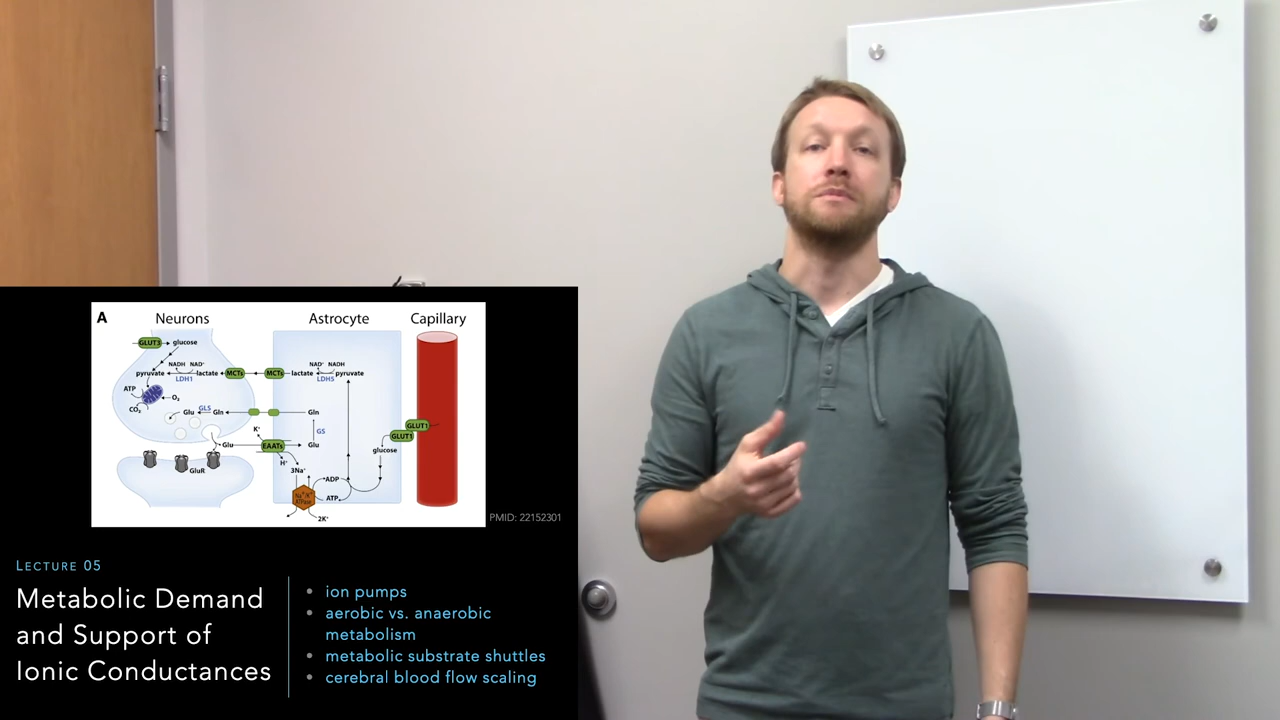 A
Neurons
Astrocyte
Capillary
GLUT3
glucose
NADH NAD⁺
NAD⁺ NADH
pyruvate
lactate
MCTs
MCTs
lactate
pyruvate
LDH1
LDH5
ATP
O₂
CO₂
GLS
Glu
Gln
Gln
GS
K⁺
GLUT1
GLUT1
Glu
EAATs
Glu
glucose
H⁺
GluR
3Na⁺
ADP
Na⁺/K⁺
ATPase
ATP
2K⁺
PMID: 22152301
LECTURE 05
Metabolic Demand
and Support of
Ionic Conductances
• ion pumps
• aerobic vs. anaerobic
metabolism
• metabolic substrate shuttles
• cerebral blood flow scaling